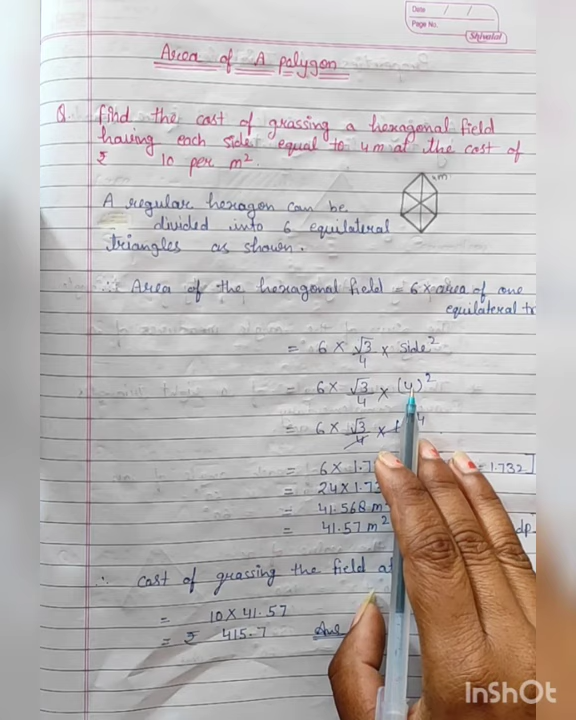 Date / /
Page No.
Shivalal
Area of A polygon
Q. find the cost of grassing a hexagonal field
having each side equal to 4m at the cost of
₹ 10 per m².
m
A regular hexagon can be
divided into 6 equilateral
triangles as shown.
∴ Area of the hexagonal field = 6 × area of one
equilateral tr
= 6 × √3/4 × side²
= 6 × √3/4 × (4)²
= 6 × √3/4 × 4
= 6 × 1.7 = 1.732]
= 24 × 1.73
= 41.568 m²
= 41.57 m² dp
∴ cost of grassing the field at
= 10 × 41.57
= ₹ 415.7 Ans
InShOt